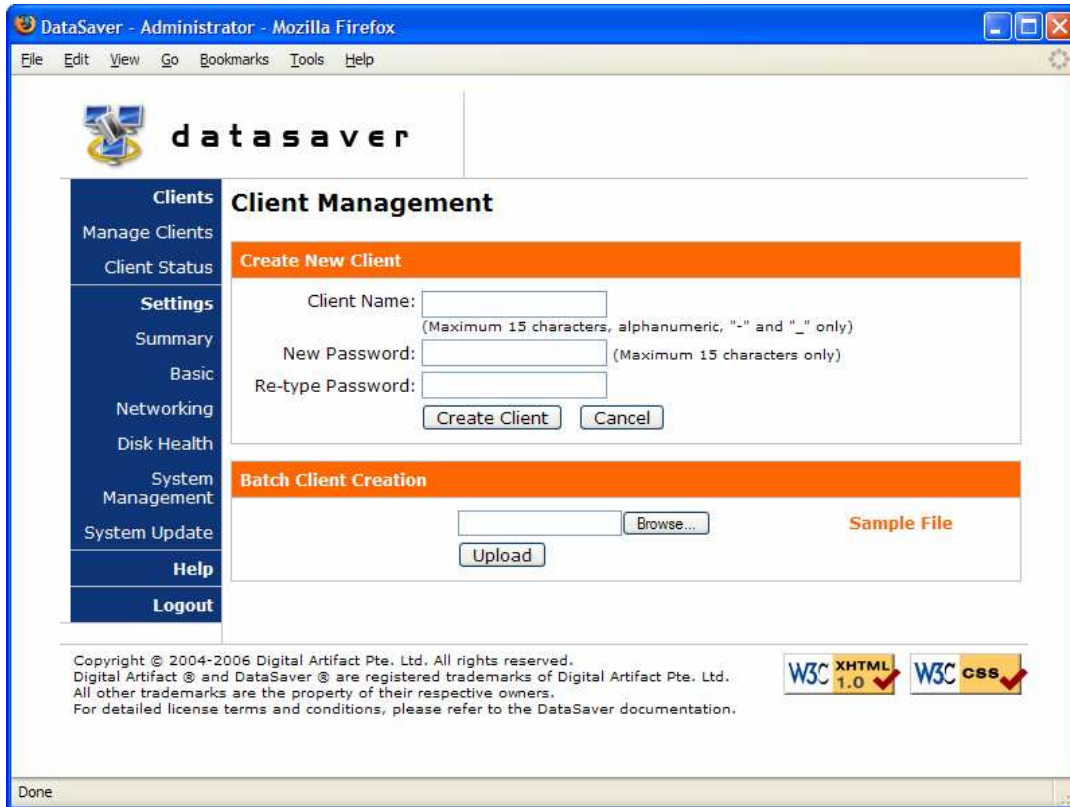 DataSaver - Administrator - Mozilla Firefox
File Edit View Go Bookmarks Tools Help
datasaver
Clients
Manage Clients
Client Status
Settings
Summary
Basic
Networking
Disk Health
System
Management
System Update
Help
Logout
Client Management
Create New Client
Client Name:
(Maximum 15 characters, alphanumeric, "-" and "_" only)
New Password: (Maximum 15 characters only)
Re-type Password:
Create Client Cancel
Batch Client Creation
Browse... Sample File
Upload
Copyright © 2004-2006 Digital Artifact Pte. Ltd. All rights reserved.
Digital Artifact ® and DataSaver ® are registered trademarks of Digital Artifact Pte. Ltd.
All other trademarks are the property of their respective owners.
For detailed license terms and conditions, please refer to the DataSaver documentation.
W3C XHTML 1.0
W3C css
Done